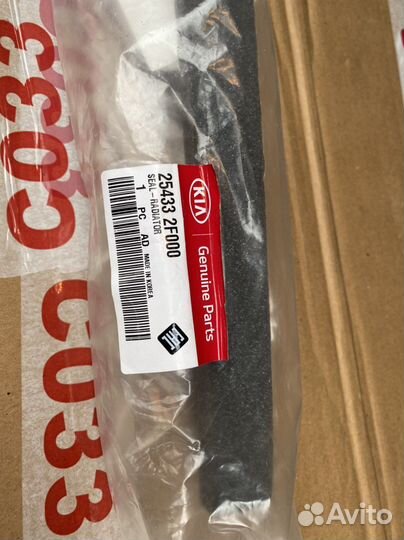 25433 2F000
SEAL-RADIATOR
1 PC AD MADE IN KOREA
KIA
Genuine Parts
C033
C033
C033
Avito